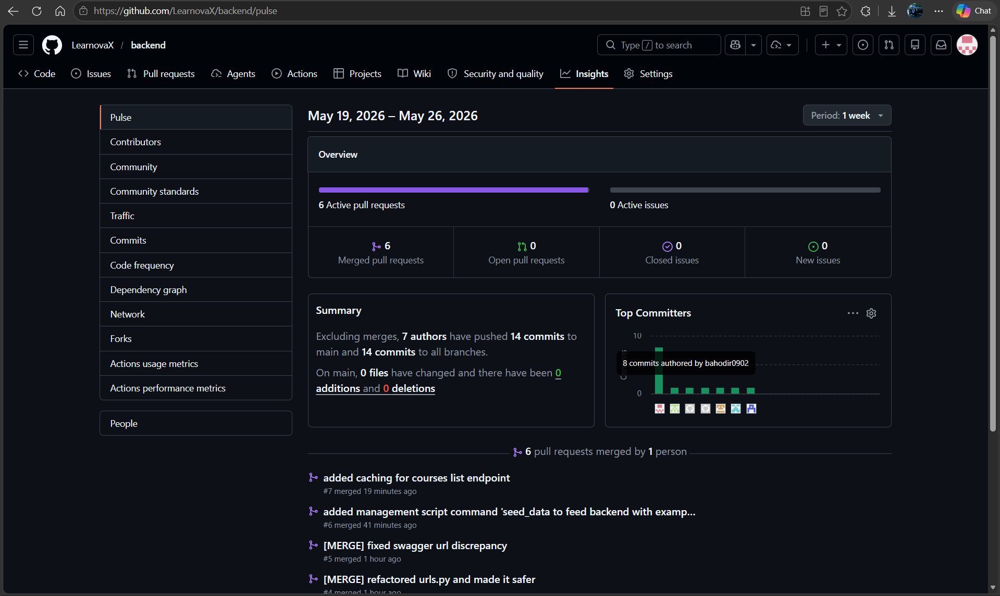 https://github.com/LearnovaX/backend/pulse
Chat
LearnovaX / backend
Type / to search
Code
Issues
Pull requests
Agents
Actions
Projects
Wiki
Security and quality
Insights
Settings
Pulse
Contributors
Community
Community standards
Traffic
Commits
Code frequency
Dependency graph
Network
Forks
Actions usage metrics
Actions performance metrics
People
May 19, 2026 – May 26, 2026
Period: 1 week
Overview
6 Active pull requests
0 Active issues
6
Merged pull requests
0
Open pull requests
0
Closed issues
0
New issues
Summary
Excluding merges, 7 authors have pushed 14 commits to
main and 14 commits to all branches.
On main, 0 files have changed and there have been 0
additions and 0 deletions
Top Committers
10
Commits
8 commits authored by bahodir0902
0
6 pull requests merged by 1 person
added caching for courses list endpoint
#7 merged 19 minutes ago
added management script command 'seed_data to feed backend with examp...
#6 merged 41 minutes ago
[MERGE] fixed swagger url discrepancy
#5 merged 1 hour ago
[MERGE] refactored urls.py and made it safer
#4 merged 1 hour ago